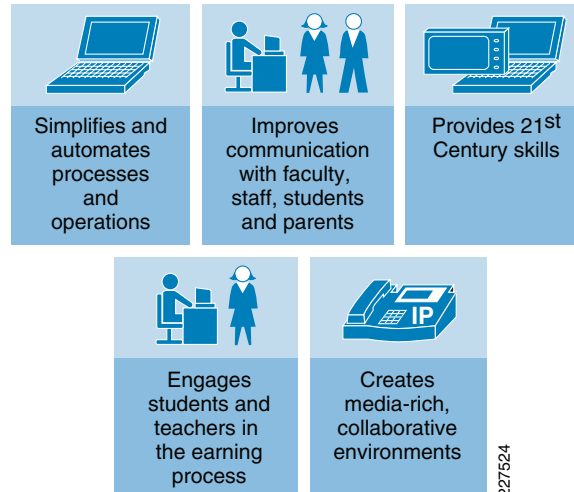 Simplifies and
automates
processes
and
operations
Improves
communication
with faculty,
staff, students
and parents
Provides 21st
Century skills
Engages
students and
teachers in
the earning
process
IP
Creates
media-rich,
collaborative
environments
227524